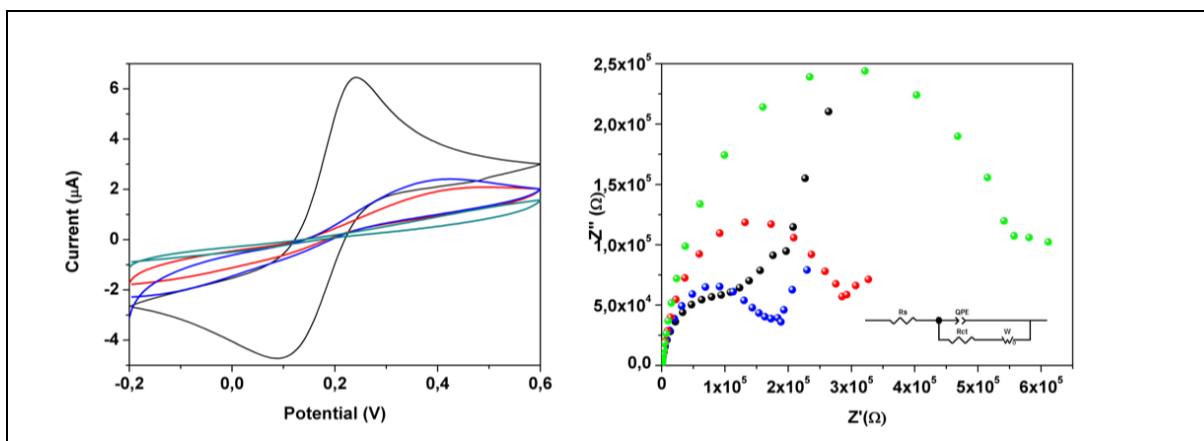 6
4
2
0
-2
-4
-0,2
0,0
0,2
0,4
0,6
Current (μA)
Potential (V)
2,5x10⁵
2,0x10⁵
1,5x10⁵
1,0x10⁵
5,0x10⁴
0,0
1x10⁵
2x10⁵
3x10⁵
4x10⁵
5x10⁵
6x10⁵
Z'' (Ω)
Z'(Ω)
Rs
QPE
Rct
W